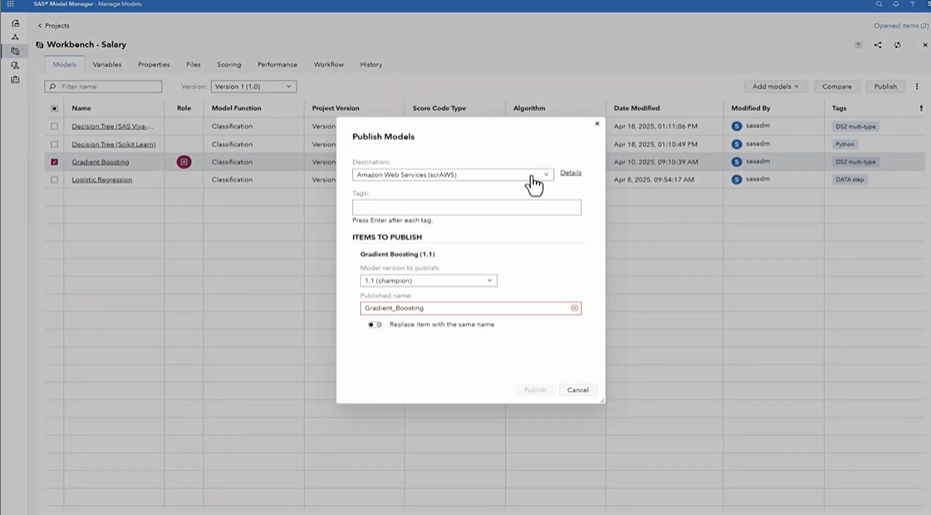 SAS® Model Manager - Manage Models
Projects
Opened items (2)
Workbench - Salary
Models Variables Properties Files Scoring Performance Workflow History
Filter name
Version: Version 1 (1.0)
Add models Compare Publish
Name Role Model Function Project Version Score Code Type Algorithm Date Modified Modified By Tags
Decision Tree (SAS Viya-... Classification Version Apr 18, 2025, 01:11:06 PM S sasadm DS2 multi-type
Decision Tree (Scikit Learn) Classification Version Apr 18, 2025, 01:10:49 PM S sasadm Python
Gradient Boosting Classification Version Apr 10, 2025, 09:10:39 AM S sasadm DS2 multi-type
Logistic Regression Classification Version Apr 8, 2025, 09:54:17 AM S sasadm DATA step
Publish Models
Destination:
Amazon Web Services (scrAWS) Details
Tags:
Press Enter after each tag.
ITEMS TO PUBLISH
Gradient Boosting (1.1)
Model version to publish:
1.1 (champion)
Published name:
Gradient_Boosting
Replace item with the same name
Publish Cancel